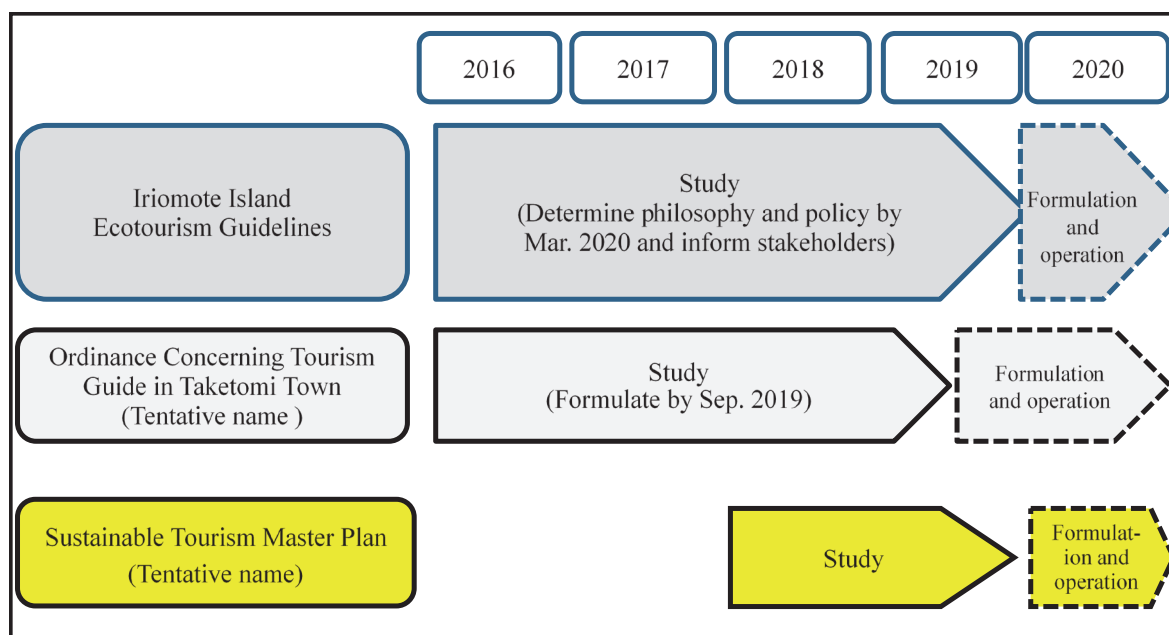 2016
2017
2018
2019
2020
Iriomote Island
Ecotourism Guidelines
Study
(Determine philosophy and policy by
Mar. 2020 and inform stakeholders)
Formulation
and
operation
Ordinance Concerning Tourism
Guide in Taketomi Town
(Tentative name )
Study
(Formulate by Sep. 2019)
Formulation
and operation
Sustainable Tourism Master Plan
(Tentative name)
Study
Formulat-
ion and
operation